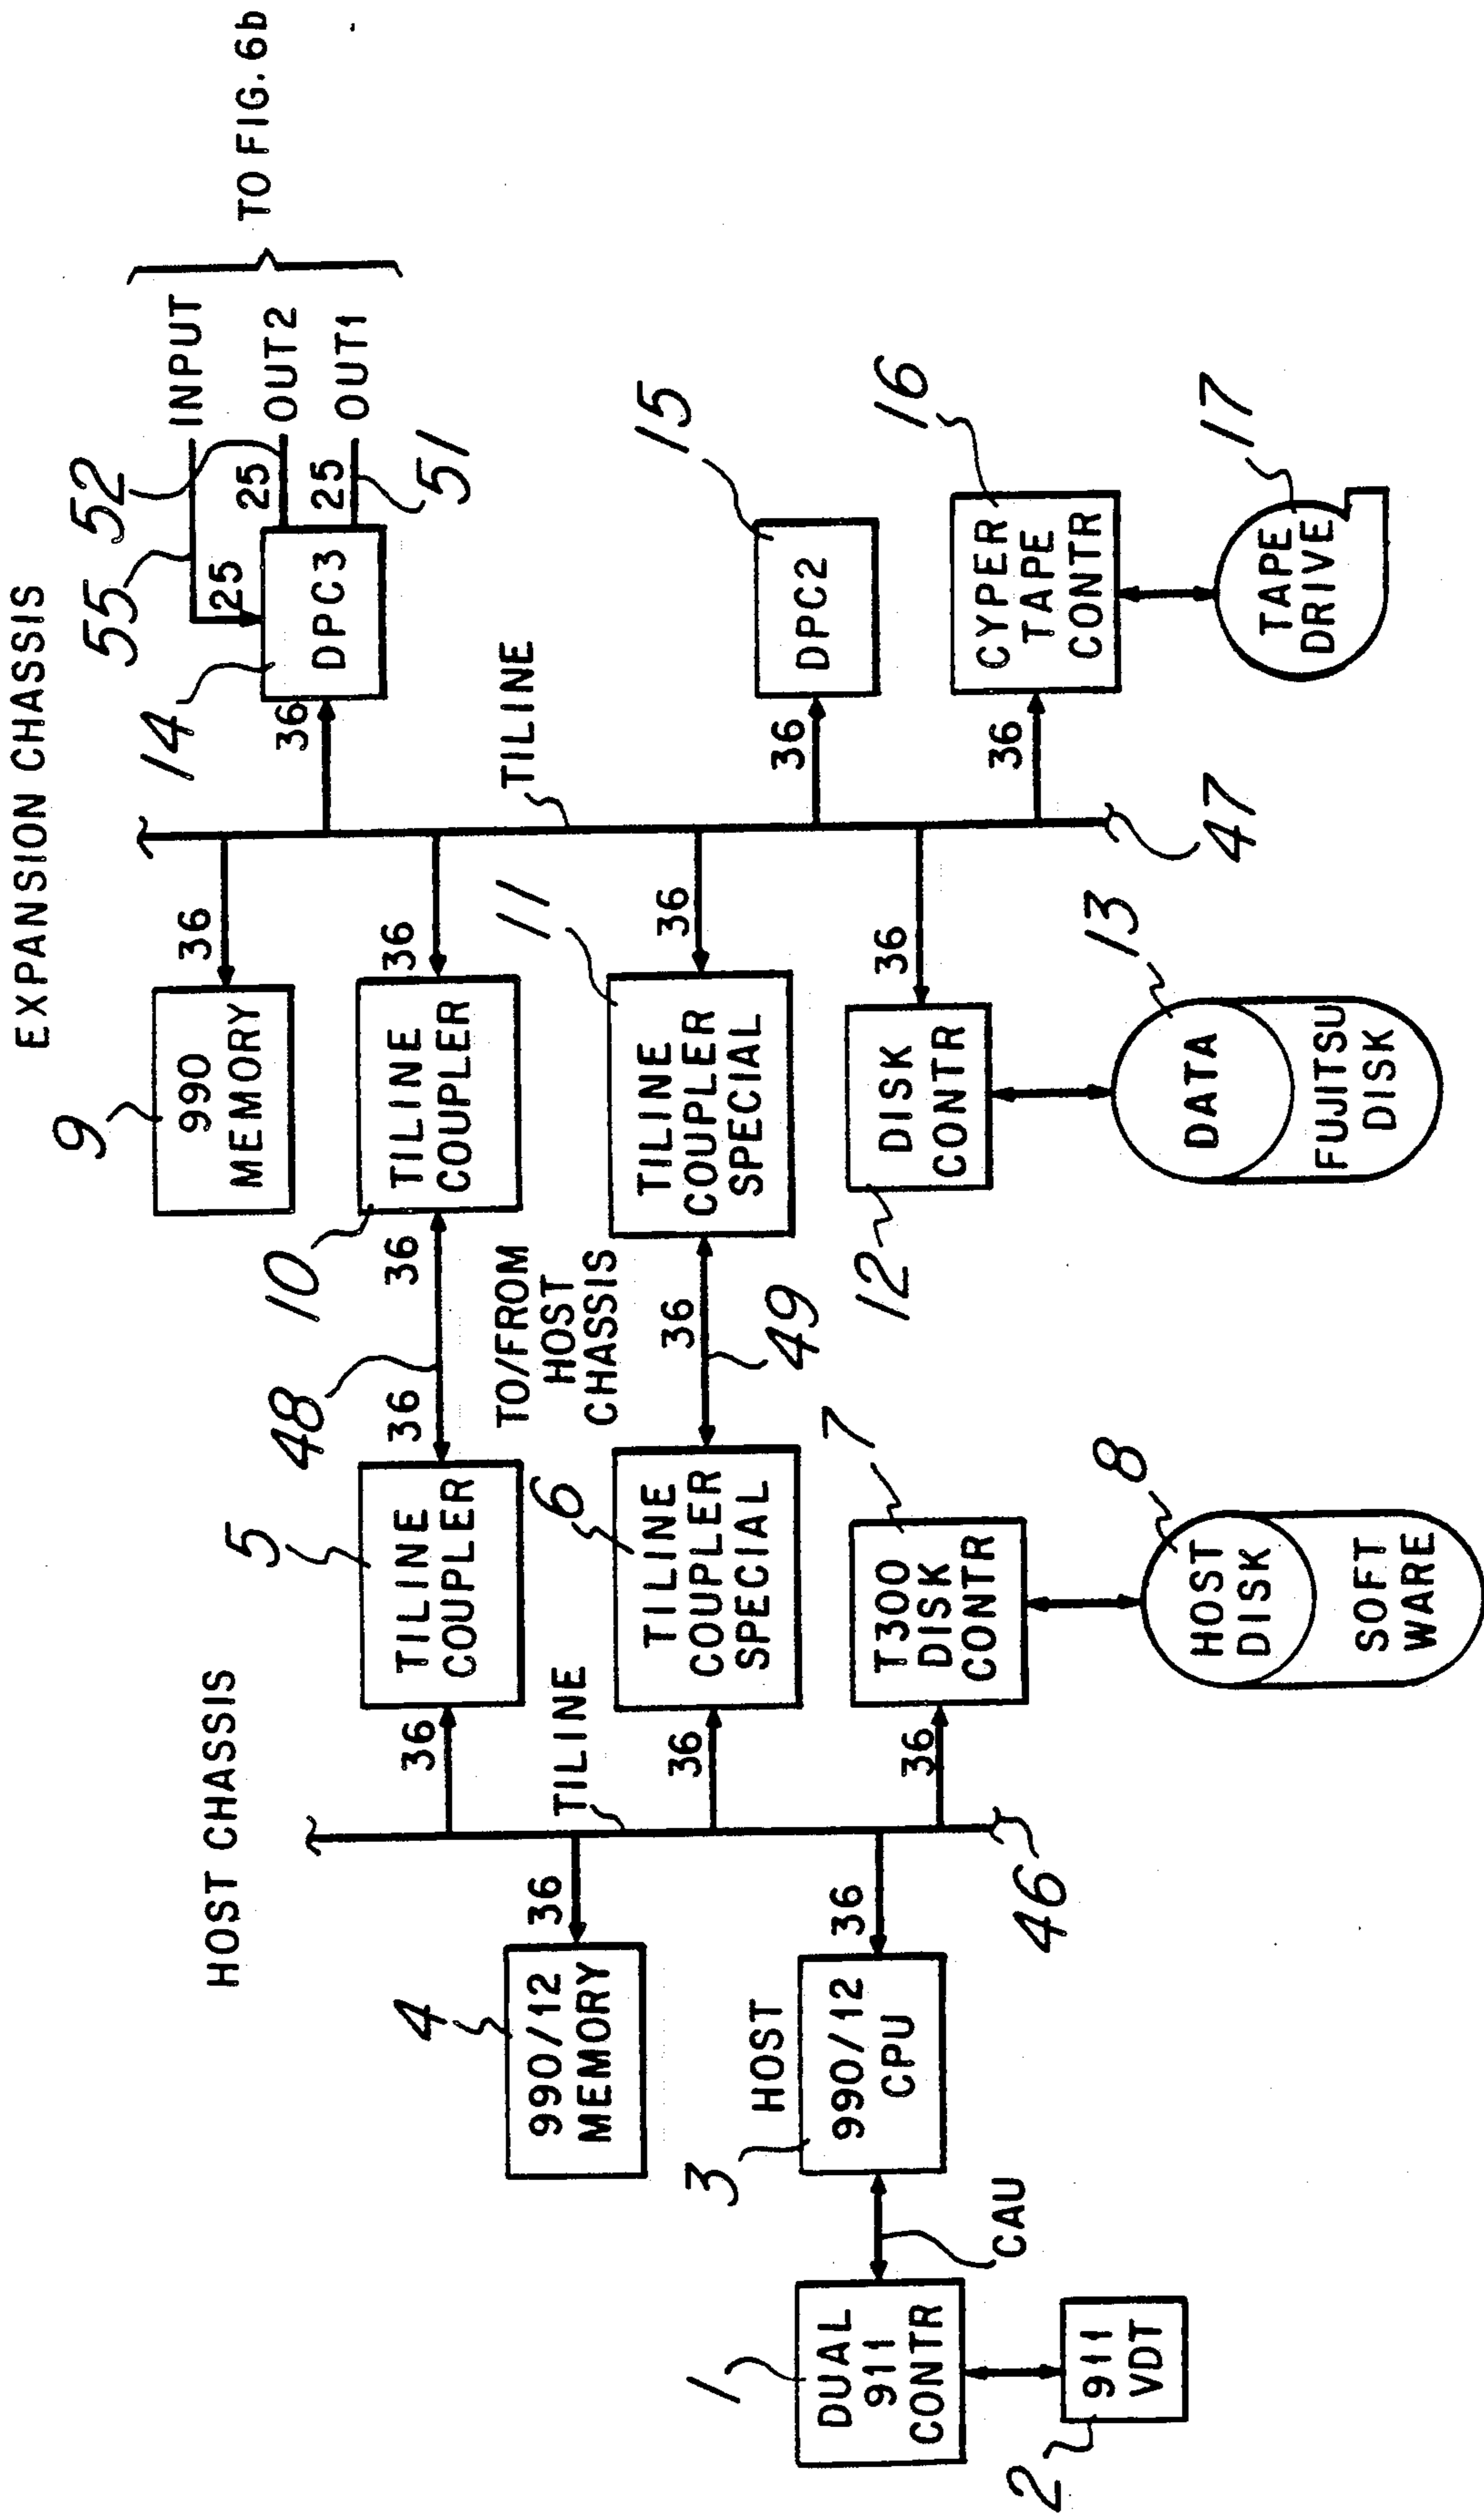 HOST CHASSIS
EXPANSION CHASSIS
1
DUAL
911
CONTR
2
911
VDT
CAU
3
HOST
990/12
CPU
36
4
990/12
MEMORY
36
TILINE
46
36
5
TILINE
COUPLER
36
36
6
TILINE
COUPLER
SPECIAL
36
7
T300
DISK
CONTR
8
HOST
DISK
SOFT
WARE
48
TO/FROM
HOST
CHASSIS
36
49
36
9
990
MEMORY
36
10
TILINE
COUPLER
36
11
TILINE
COUPLER
SPECIAL
36
12
DISK
CONTR
36
13
DATA
FUJITSU
DISK
TILINE
47
36
14
DPC3
25
55
52
INPUT
25
OUT2
25
OUT1
51
TO FIG. 6b
36
15
DPC2
36
16
CYPER
TAPE
CONTR
17
TAPE
DRIVE